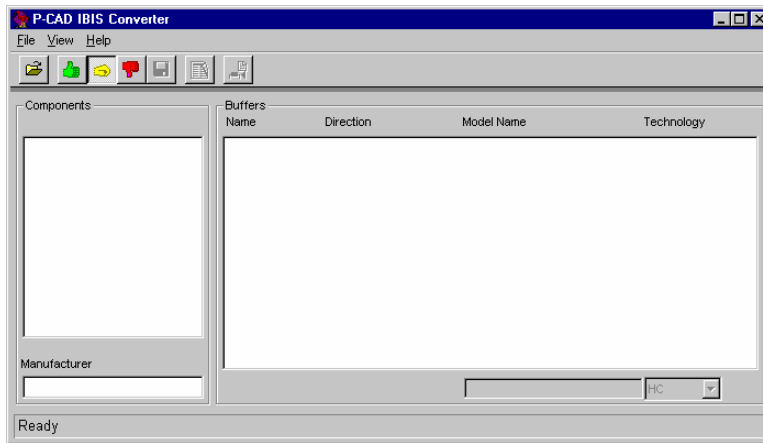 P-CAD IBIS Converter
File View Help
Components
Buffers
Name Direction Model Name Technology
Manufacturer
HC
Ready